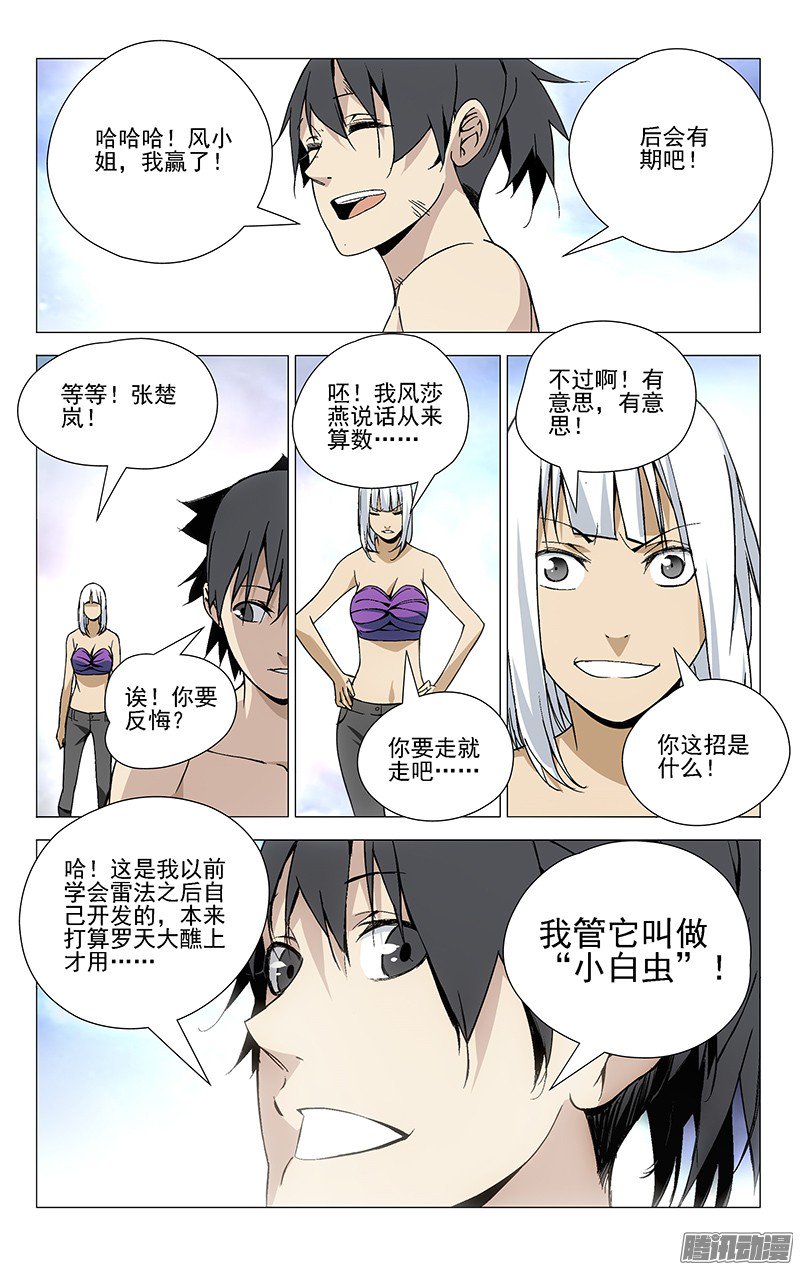 哈哈哈！风小
姐，我赢了！
后会有
期吧！
等等！张楚
岚！
诶！你要
反悔？
呸！我风莎
燕说话从来
算数……
你要走就
走吧……
不过啊！有
意思，有意
思！
你这招是
什么！
哈！这是我以前
学会雷法之后自
己开发的，本来
打算罗天大醮上
才用……
我管它叫做
“小白虫”！
腾讯动漫